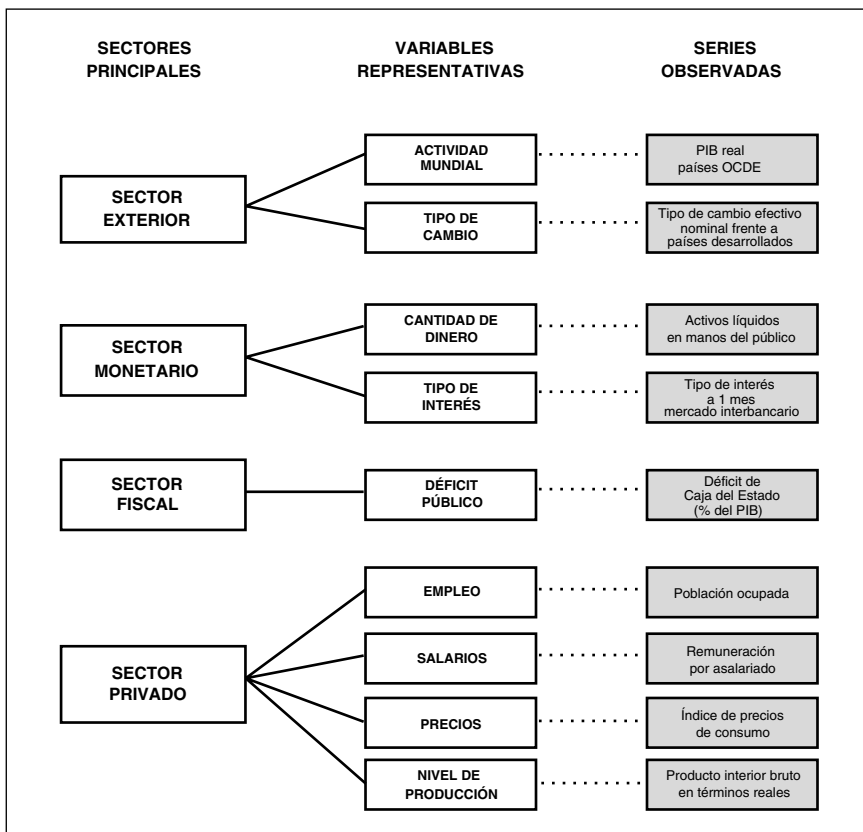 SECTORES
PRINCIPALES
VARIABLES
REPRESENTATIVAS
SERIES
OBSERVADAS
SECTOR
EXTERIOR
ACTIVIDAD
MUNDIAL
PIB real
países OCDE
TIPO DE
CAMBIO
Tipo de cambio efectivo
nominal frente a
países desarrollados
SECTOR
MONETARIO
CANTIDAD DE
DINERO
Activos líquidos
en manos del público
TIPO DE
INTERÉS
Tipo de interés
a 1 mes
mercado interbancario
SECTOR
FISCAL
DÉFICIT
PÚBLICO
Déficit de
Caja del Estado
(% del PIB)
SECTOR
PRIVADO
EMPLEO
Población ocupada
SALARIOS
Remuneración
por asalariado
PRECIOS
Índice de precios
de consumo
NIVEL DE
PRODUCCIÓN
Producto interior bruto
en términos reales